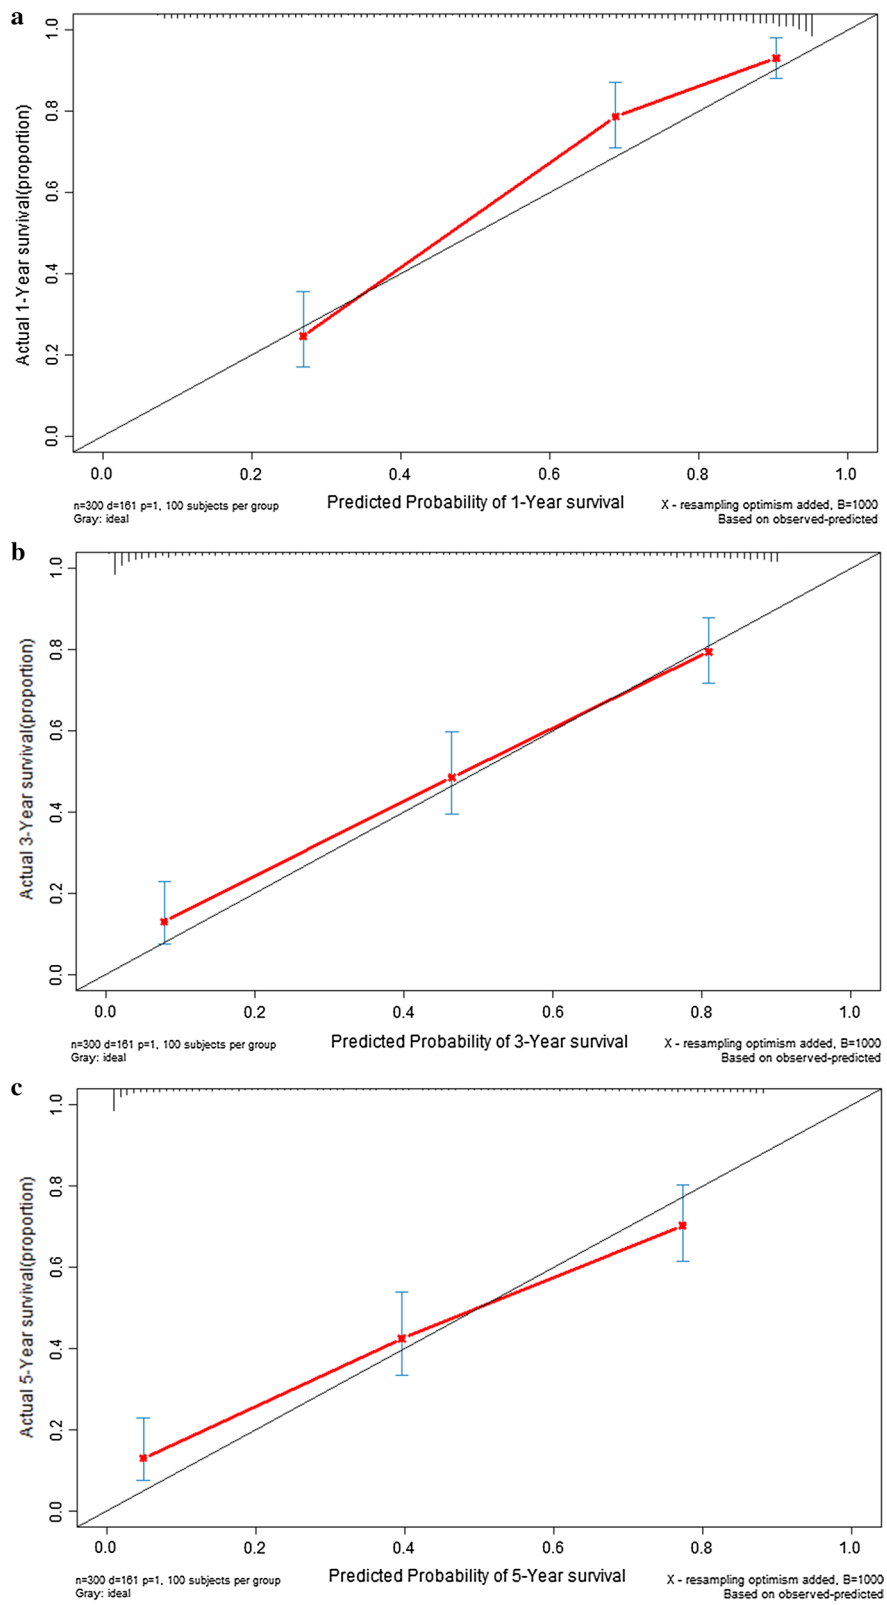 a
1.0
0.8
0.6
0.4
0.2
0.0
Actual 1-Year survival(proportion)
0.0 0.2 0.4 0.6 0.8 1.0
n=300 d=161 p=1, 100 subjects per group
Gray: ideal
Predicted Probability of 1-Year survival
X - resampling optimism added, B=1000
Based on observed-predicted
b
1.0
0.8
0.6
0.4
0.2
0.0
Actual 3-Year survival(proportion)
0.0 0.2 0.4 0.6 0.8 1.0
n=300 d=161 p=1, 100 subjects per group
Gray: ideal
Predicted Probability of 3-Year survival
X - resampling optimism added, B=1000
Based on observed-predicted
c
1.0
0.8
0.6
0.4
0.2
0.0
Actual 5-Year survival(proportion)
0.0 0.2 0.4 0.6 0.8 1.0
n=300 d=161 p=1, 100 subjects per group
Gray: ideal
Predicted Probability of 5-Year survival
X - resampling optimism added, B=1000
Based on observed-predicted